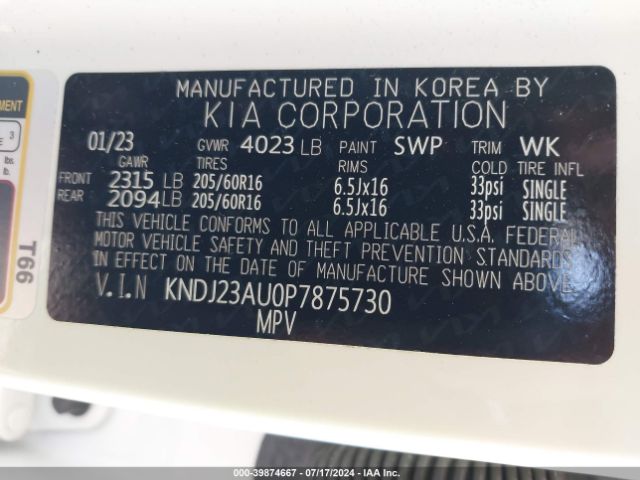 MANUFACTURED IN KOREA BY
KIA CORPORATION
01/23 GVWR 4023 LB PAINT SWP TRIM WK
GAWR TIRES RIMS COLD TIRE INFL
FRONT 2315 LB 205/60R16 6.5Jx16 33psi SINGLE
REAR 2094 LB 205/60R16 6.5Jx16 33psi SINGLE
THIS VEHICLE CONFORMS TO ALL APPLICABLE U.S.A. FEDERAL
MOTOR VEHICLE SAFETY AND THEFT PREVENTION STANDARDS
IN EFFECT ON THE DATE OF MANUFACTURE SHOWN ABOVE.
V.I.N KNDJ23AU0P7875730
MPV
3
lbs.
lb.
T66
000-39874667 - 07/17/2024 - IAA Inc.